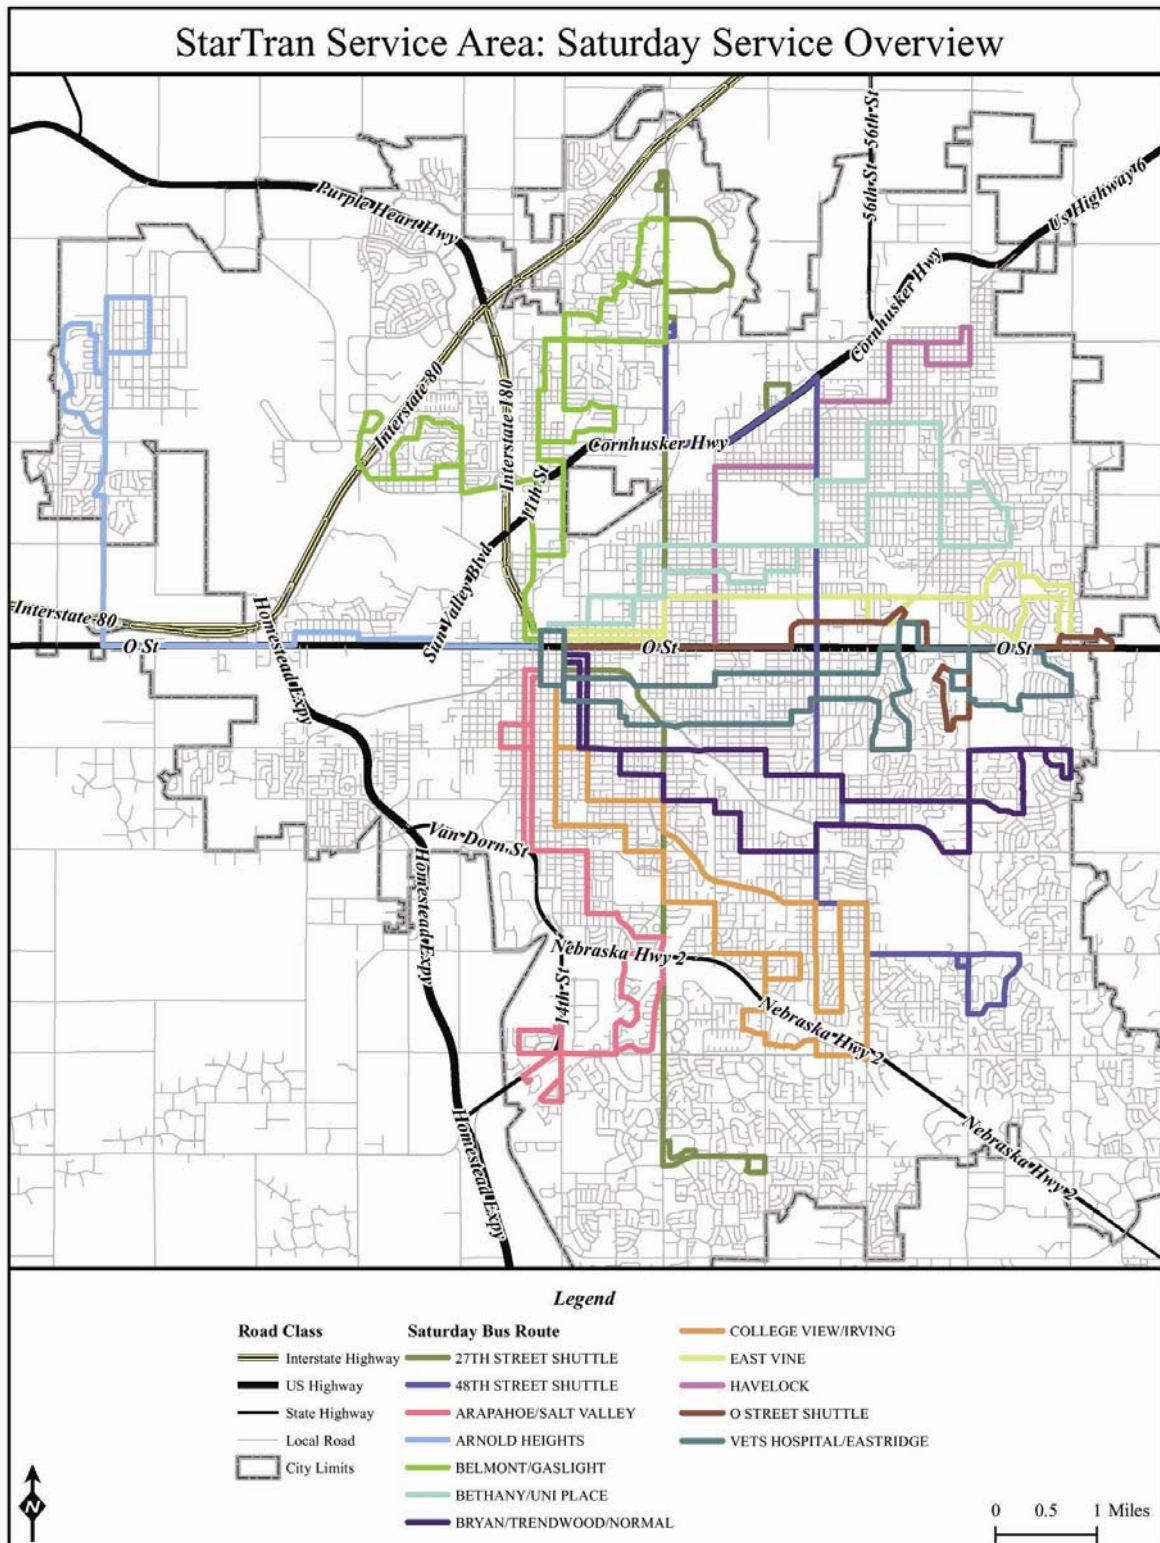 StarTran Service Area: Saturday Service Overview
56th St
56th St
Us Highway 6
Purple Heart Hwy
Cornhusker Hwy
Interstate 80
Interstate 180
Cornhusker Hwy
11th St
Sun Valley Blvd
Interstate 80
Homestead Expy
O St
O St
O St
Van Dorn St
Homestead Expy
Nebraska Hwy 2
14th St
Nebraska Hwy 2
Homestead Expy
Nebraska Hwy 2
Legend
Road Class
Interstate Highway
US Highway
State Highway
Local Road
City Limits
Saturday Bus Route
27TH STREET SHUTTLE
48TH STREET SHUTTLE
ARAPAHOE/SALT VALLEY
ARNOLD HEIGHTS
BELMONT/GASLIGHT
BETHANY/UNI PLACE
BRYAN/TRENDWOOD/NORMAL
COLLEGE VIEW/IRVING
EAST VINE
HAVELOCK
O STREET SHUTTLE
VETS HOSPITAL/EASTRIDGE
N
0 0.5 1 Miles